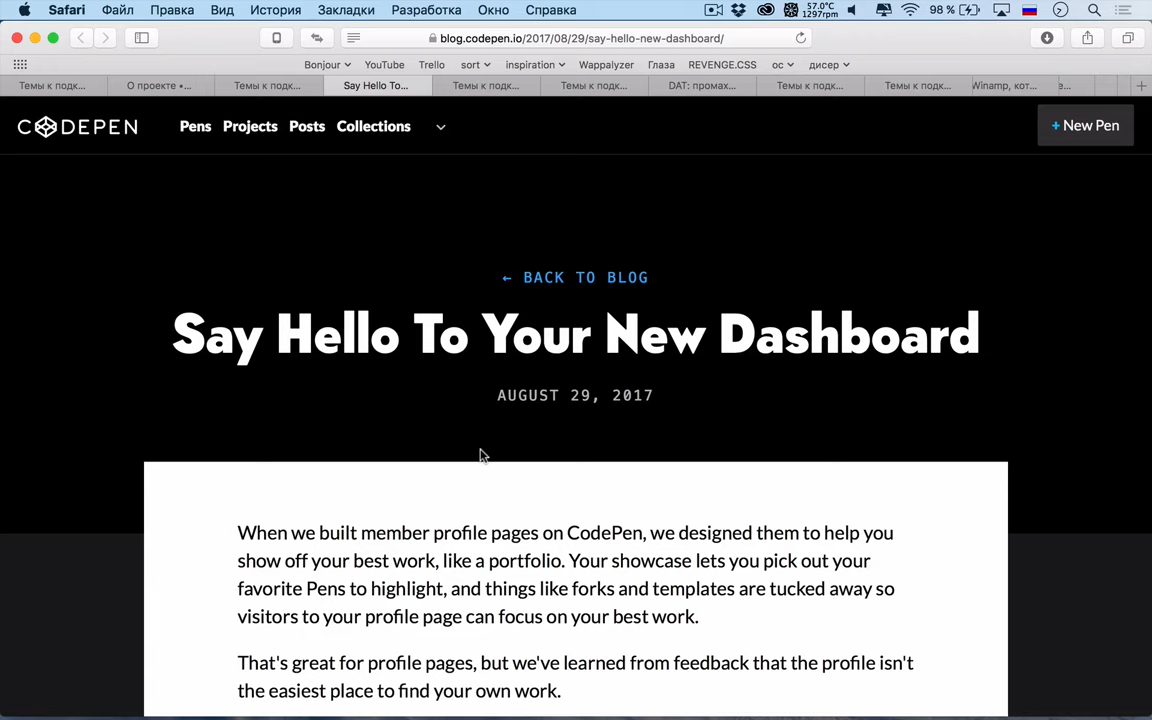 Safari Файл Правка Вид История Закладки Разработка Окно Справка 57.0°C 1297rpm 98 %
blog.codepen.io/2017/08/29/say-hello-new-dashboard/
Bonjour YouTube Trello sort inspiration Wappalyzer Глаза REVENGE.CSS ос дисер
Темы к подк... О проекте •... Темы к подк... Say Hello To... Темы к подк... Темы к подк... DAT: промах... Темы к подк... Темы к подк... Winamp, кот... е...
CODEPEN Pens Projects Posts Collections + New Pen
← BACK TO BLOG
Say Hello To Your New Dashboard
AUGUST 29, 2017
When we built member profile pages on CodePen, we designed them to help you
show off your best work, like a portfolio. Your showcase lets you pick out your
favorite Pens to highlight, and things like forks and templates are tucked away so
visitors to your profile page can focus on your best work.
That's great for profile pages, but we've learned from feedback that the profile isn't
the easiest place to find your own work.